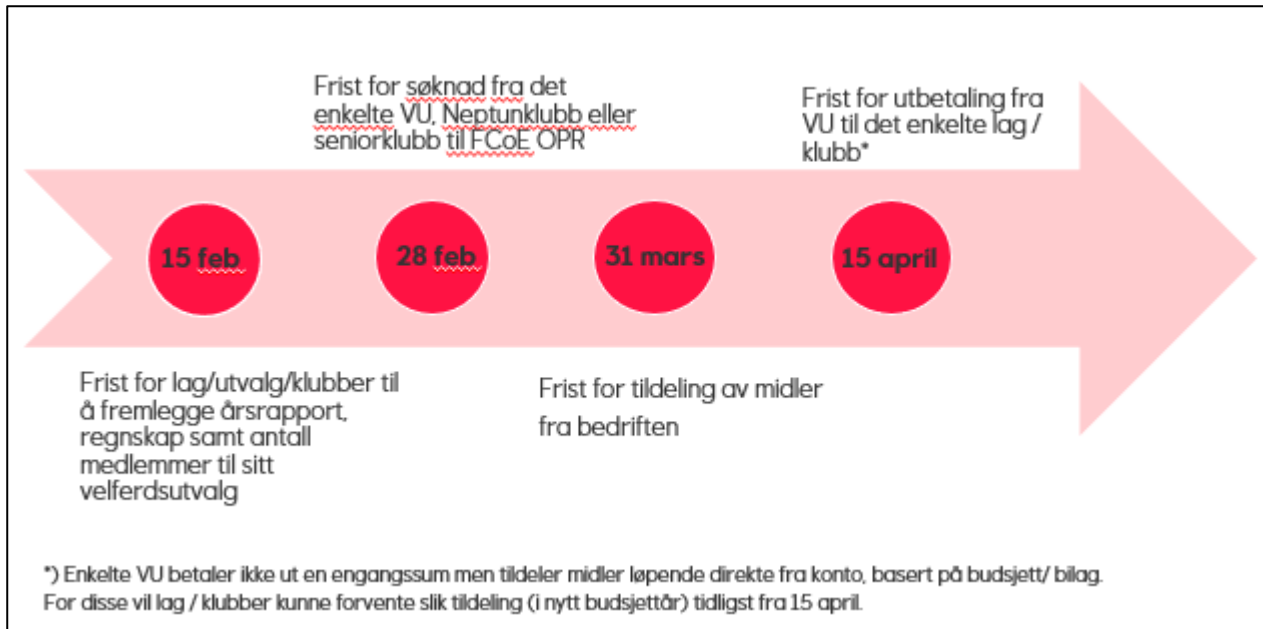 Frist for søknad fra det
enkelte VU, Neptunklubb eller
seniorklubb til FCoE OPR
Frist for utbetaling fra
VU til det enkelte lag /
klubb*
15 feb
28 feb
31 mars
15 april
Frist for lag/utvalg/klubber til
å fremlegge årsrapport,
regnskap samt antall
medlemmer til sitt
velferdsutvalg
Frist for tildeling av midler
fra bedriften
*) Enkelte VU betaler ikke ut en engangssum men tildeler midler løpende direkte fra konto, basert på budsjett/ bilag.
For disse vil lag / klubber kunne forvente slik tildeling (i nytt budsjettår) tidligst fra 15 april.